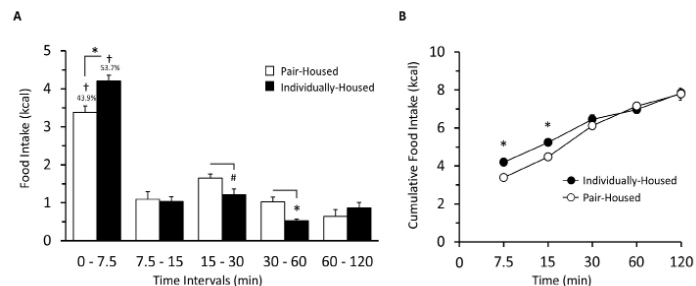 A
5
4
3
2
1
0
Food Intake (kcal)
*
†
43.9%
†
53.7%
#
*
Pair-Housed
Individually-Housed
0 - 7.5
7.5 - 15
15 - 30
30 - 60
60 - 120
Time Intervals (min)
B
10
8
6
4
2
0
Cumulative Food Intake (kcal)
*
*
Individually-Housed
Pair-Housed
0
7.5
15
30
60
120
Time (min)